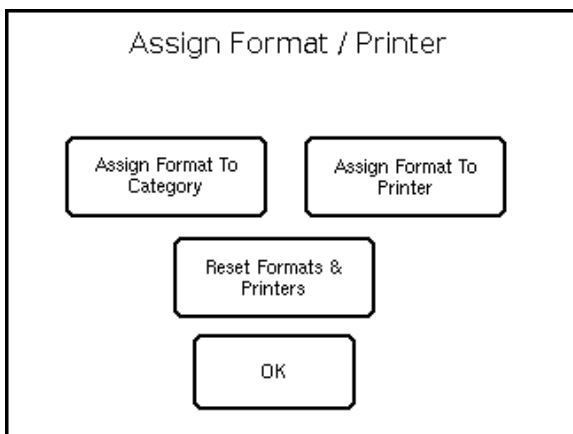 Assign Format / Printer
Assign Format To
Category
Assign Format To
Printer
Reset Formats &
Printers
OK